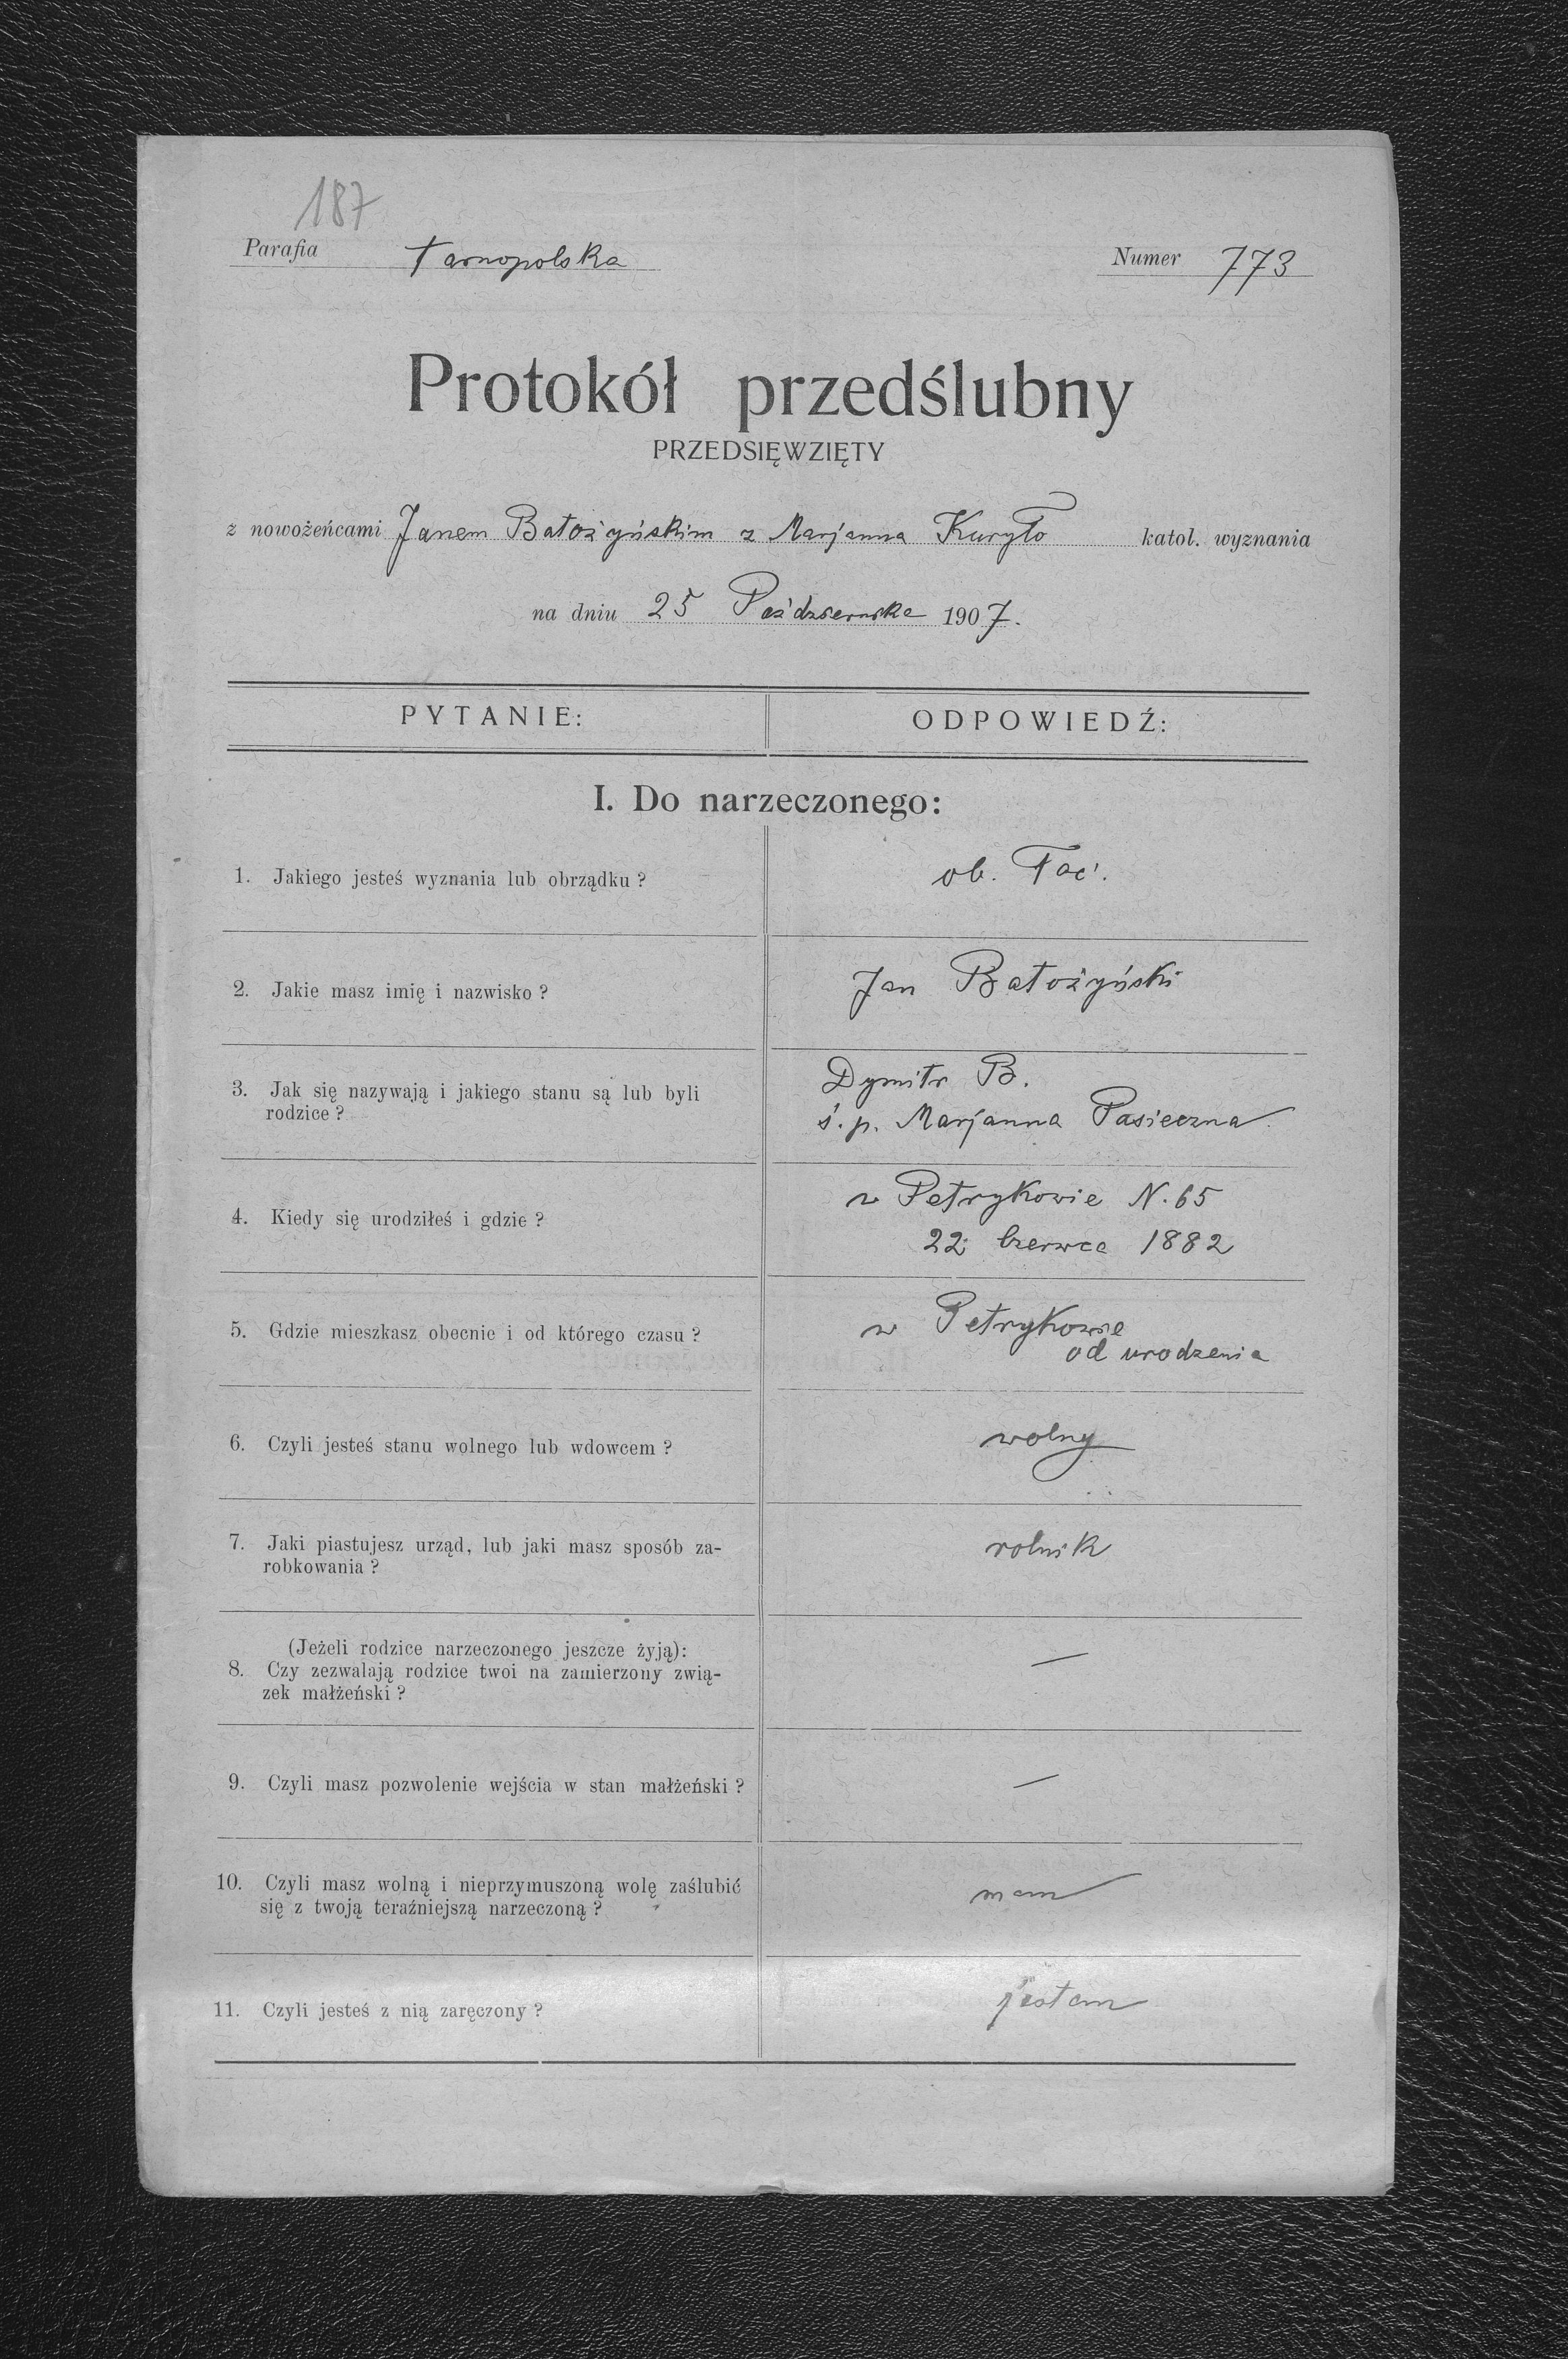 187
Parafia Tarnopolska Numer 773
Protokół przedślubny
PRZEDSIĘWZIĘTY
z nowożeńcami Janem Batożyńskim z Marjanna Kuryło katol. wyznania
na dniu 25 Października 1907.
PYTANIE: ODPOWIEDŹ:
I. Do narzeczonego:
1. Jakiego jesteś wyznania lub obrządku ? ob. łać.
2. Jakie masz imię i nazwisko ? Jan Batożyński
3. Jak się nazywają i jakiego stanu są lub byli
rodzice ?
Dymitr B.
ś. p. Marjanna Pasieczna
4. Kiedy się urodziłeś i gdzie ?
w Petrykowie N. 65
22 Czerwca 1882
5. Gdzie mieszkasz obecnie i od którego czasu ?
w Petrykowie
od urodzenia
6. Czyli jesteś stanu wolnego lub wdowcem ? wolny
7. Jaki piastujesz urząd, lub jaki masz sposób za-
robkowania ?
rolnik
(Jeżeli rodzice narzeczonego jeszcze żyją):
8. Czy zezwalają rodzice twoi na zamierzony zwią-
zek małżeński ?
—
9. Czyli masz pozwolenie wejścia w stan małżeński ? —
10. Czyli masz wolną i nieprzymuszoną wolę zaślubić
się z twoją teraźniejszą narzeczoną ?
mam
11. Czyli jesteś z nią zaręczony ? jestem